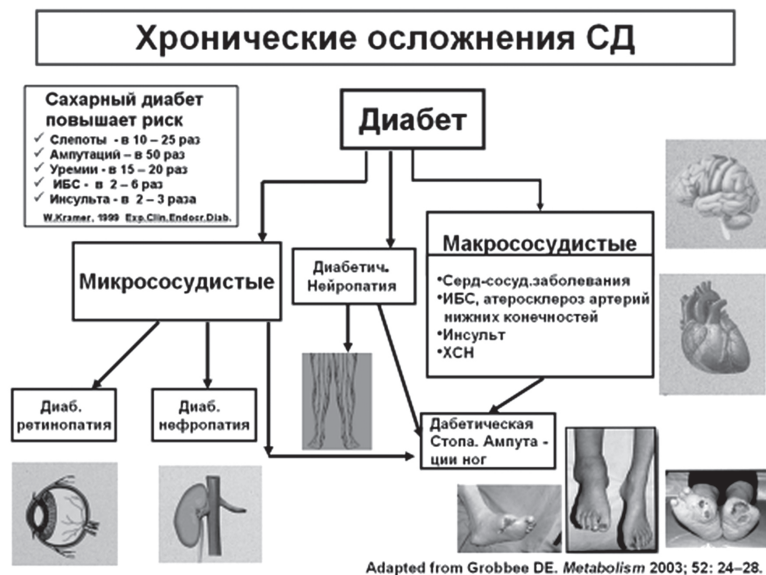 Хронические осложнения СД
Сахарный диабет
повышает риск
✓ Слепоты - в 10 – 25 раз
✓ Ампутаций – в 50 раз
✓ Уремии - в 15 – 20 раз
✓ ИБС - в 2 – 6 раз
✓ Инсульта - в 2 – 3 раза
W.Kramer, 1999 Exp.Clin.Endocr.Diab.
Диабет
Микрососудистые
Диабетич.
Нейропатия
Макрососудистые
•Серд-сосуд.заболевания
•ИБС, атеросклероз артерий
нижних конечностей
•Инсульт
•ХСН
Диаб.
ретинопатия
Диаб.
нефропатия
Дабетическая
Стопа. Ампута -
ции ног
Adapted from Grobbee DE. Metabolism 2003; 52: 24–28.